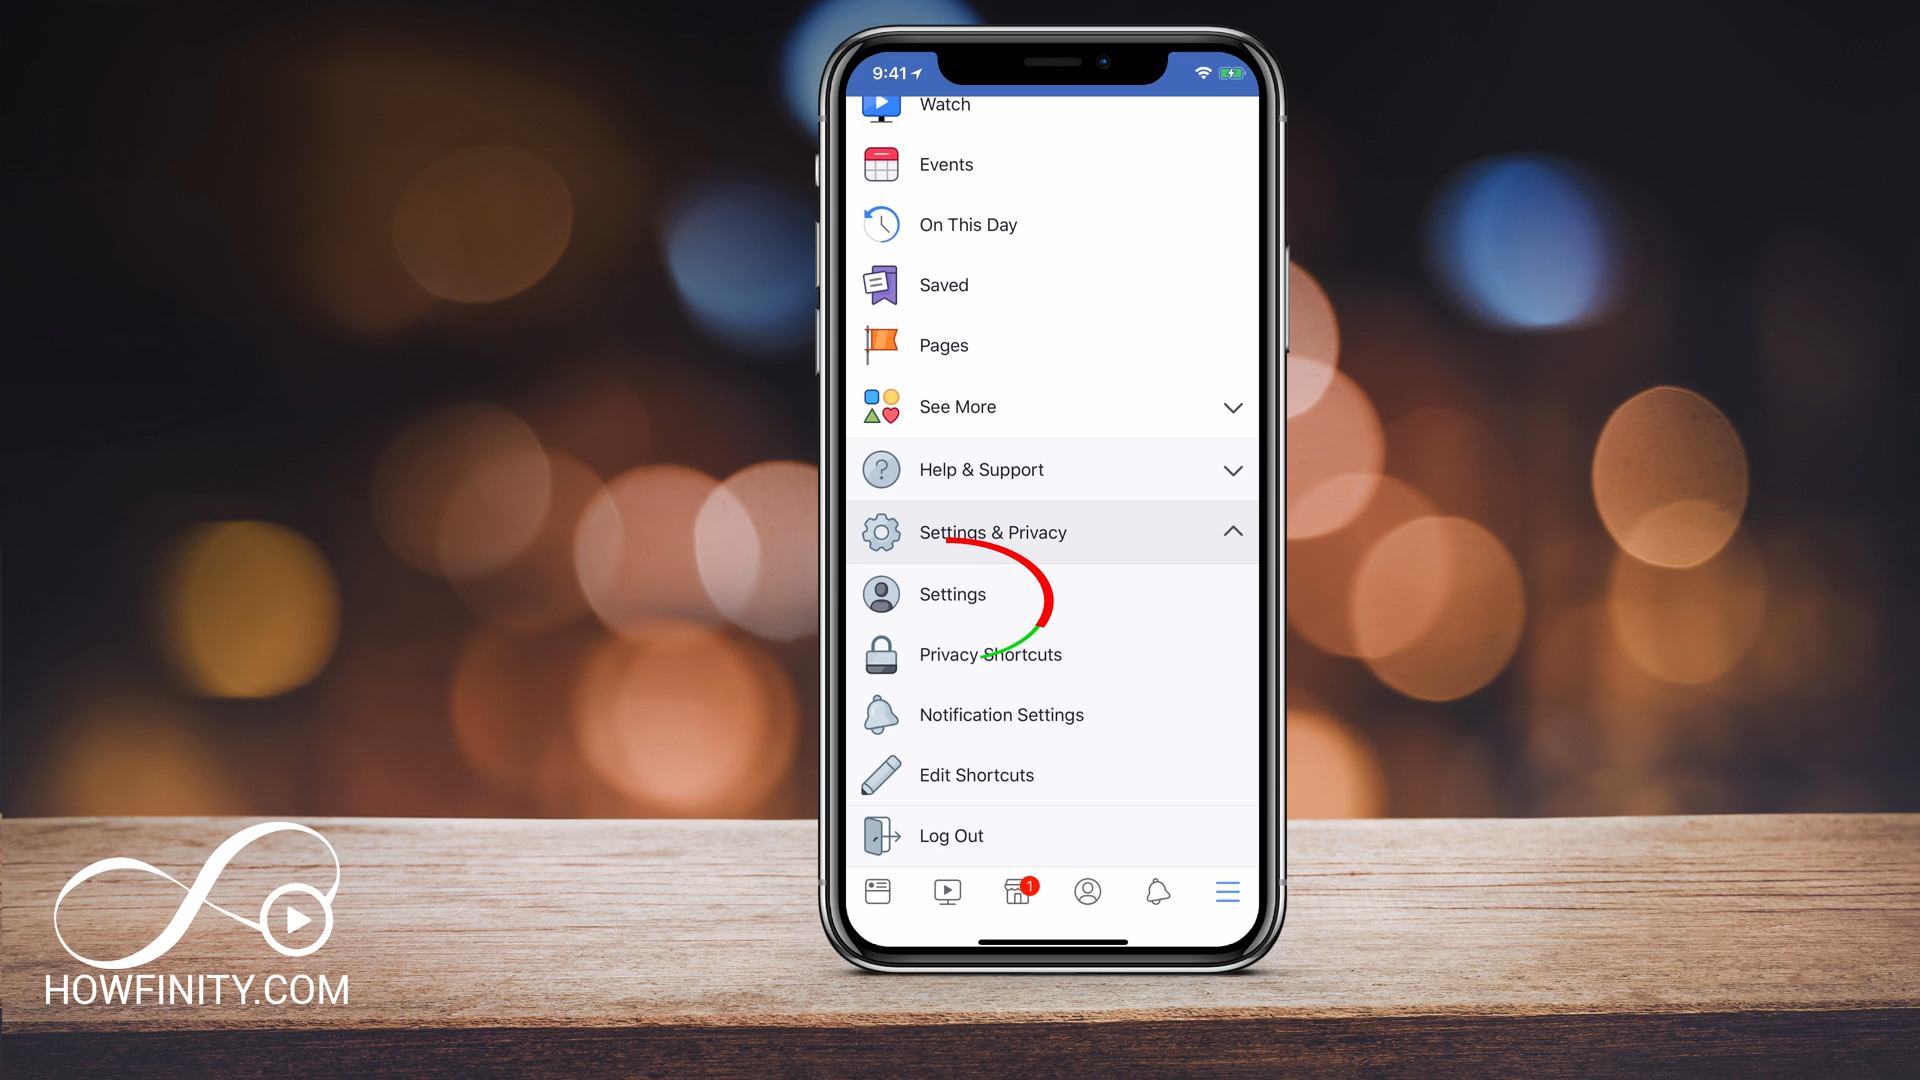 9:41
Watch
Events
On This Day
Saved
Pages
See More
Help & Support
Settings & Privacy
Settings
Privacy Shortcuts
Notification Settings
Edit Shortcuts
Log Out
1
HOWFINITY.COM